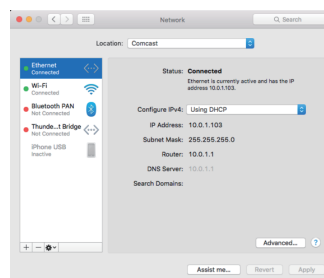 Network
Search
Location: Comcast
Ethernet
Connected
Wi-Fi
Connected
Bluetooth PAN
Not Connected
Thunde...t Bridge
Not Connected
iPhone USB
Inactive
Status: Connected
Ethernet is currently active and has the IP
address 10.0.1.103.
Configure IPv4: Using DHCP
IP Address: 10.0.1.103
Subnet Mask: 255.255.255.0
Router: 10.0.1.1
DNS Server: 10.0.1.1
Search Domains:
Advanced...
?
Assist me...
Revert
Apply